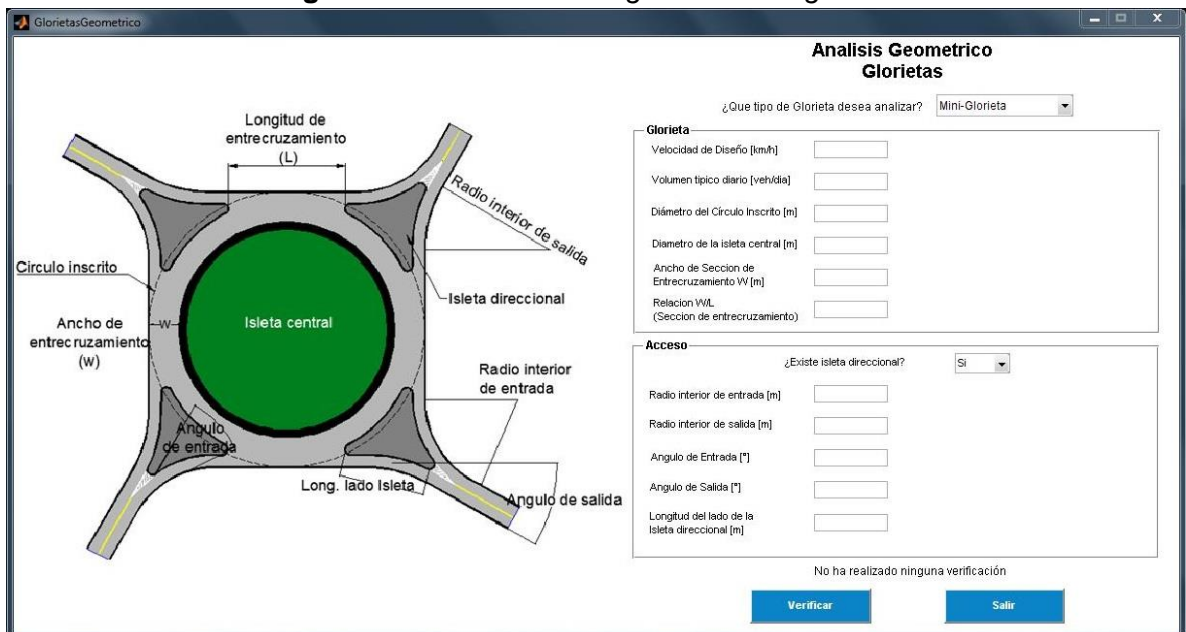 GlorietasGeometrico
Analisis Geometrico
Glorietas
¿Que tipo de Glorieta desea analizar? Mini-Glorieta
Longitud de
entrecruzamiento
(L)
Radio interior de salida
Circulo inscrito
Isleta direccional
Ancho de
entrecruzamiento
(W)
W
Isleta central
Radio interior
de entrada
Angulo
de entrada
Long. lado Isleta
Angulo de salida
Glorieta
Velocidad de Diseño [km/h]
Volumen tipico diario [veh/dia]
Diámetro del Círculo Inscrito [m]
Diametro de la isleta central [m]
Ancho de Seccion de
Entrecruzamiento W [m]
Relacion W/L
(Seccion de entrecruzamiento)
Acceso
¿Existe isleta direccional? Si
Radio interior de entrada [m]
Radio interior de salida [m]
Angulo de Entrada [°]
Angulo de Salida [°]
Longitud del lado de la
Isleta direccional [m]
No ha realizado ninguna verificación
Verificar
Salir